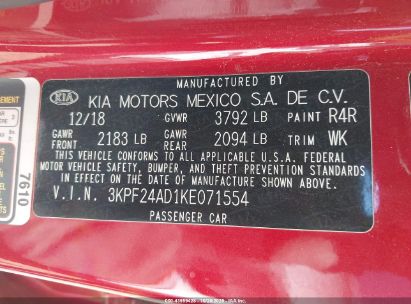 MANUFACTURED BY
KIA KIA MOTORS MEXICO S.A. DE C.V.
12/18 GVWR 3792 LB PAINT R4R
GAWR FRONT 2183 LB GAWR REAR 2094 LB TRIM WK
THIS VEHICLE CONFORMS TO ALL APPLICABLE U.S.A. FEDERAL
MOTOR VEHICLE SAFETY, BUMPER, AND THEFT PREVENTION STANDARDS
IN EFFECT ON THE DATE OF MANUFACTURE SHOWN ABOVE.
V.I.N. 3KPF24AD1KE071554
PASSENGER CAR
7610